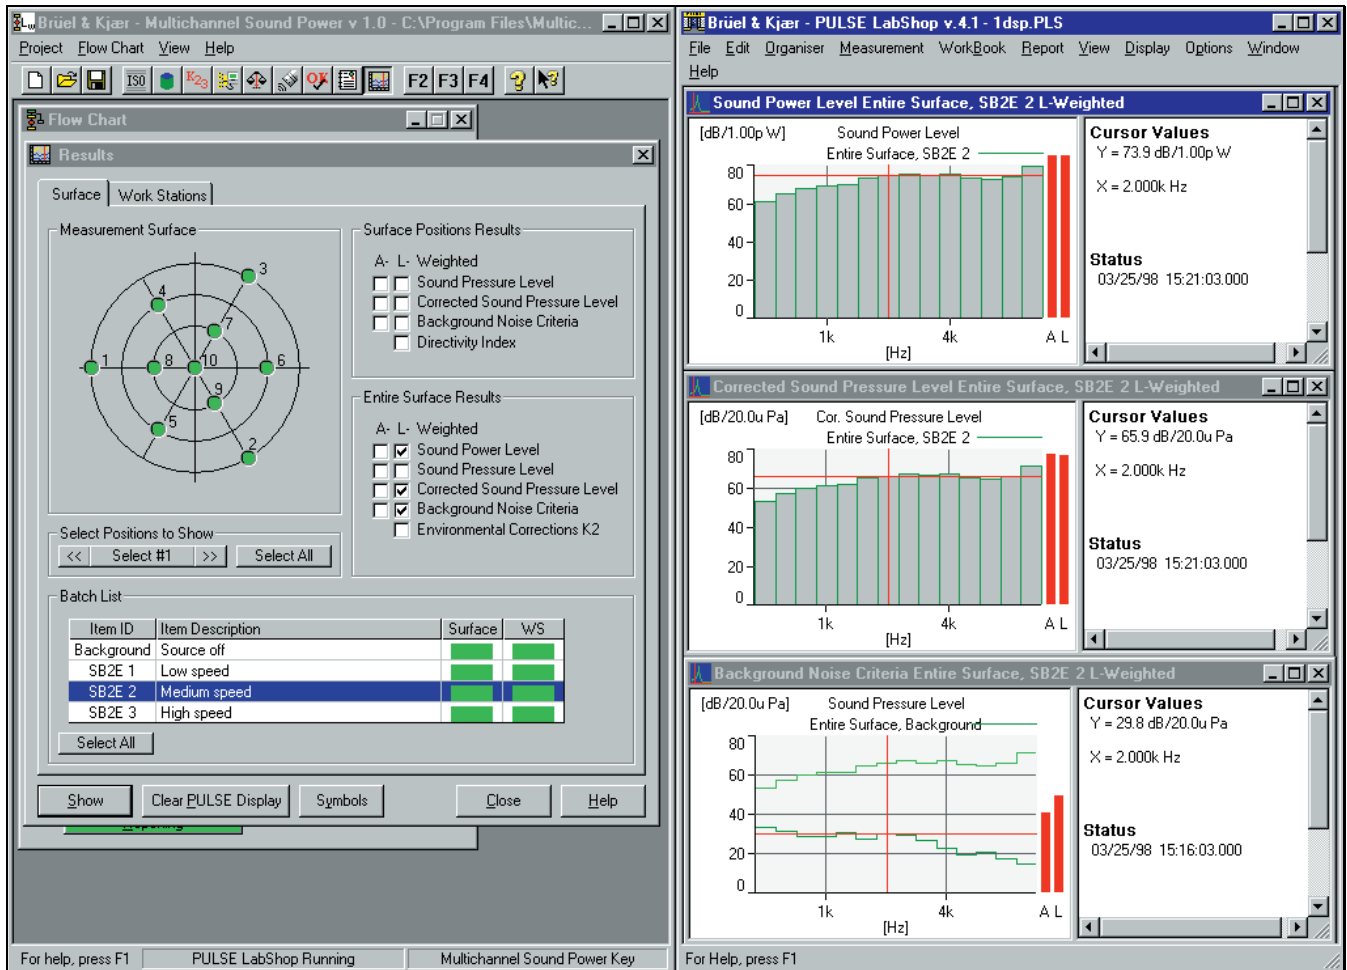 Brüel & Kjær - Multichannel Sound Power v 1.0 - C:\Program Files\Multic...
Project Flow Chart View Help
ISO K23 OK F2 F3 F4
Flow Chart
Results
Surface Work Stations
Measurement Surface
3
4
7
1 8 10 6
9
5
2
Select Positions to Show
<< Select #1 >> Select All
Surface Positions Results
A- L- Weighted
Sound Pressure Level
Corrected Sound Pressure Level
Background Noise Criteria
Directivity Index
Entire Surface Results
A- L- Weighted
Sound Power Level
Sound Pressure Level
Corrected Sound Pressure Level
Background Noise Criteria
Environmental Corrections K2
Batch List
Item ID Item Description Surface WS
Background Source off
SB2E 1 Low speed
SB2E 2 Medium speed
SB2E 3 High speed
Select All
Show Clear PULSE Display Symbols Close Help
For help, press F1 PULSE LabShop Running Multichannel Sound Power Key
Brüel & Kjær - PULSE LabShop v.4.1 - 1dsp.PLS
File Edit Organiser Measurement WorkBook Report View Display Options Window
Help
Sound Power Level Entire Surface, SB2E 2 L-Weighted
[dB/1.00p W] Sound Power Level
Entire Surface, SB2E 2
80
60
40
20
0
1k 4k A L
[Hz]
Cursor Values
Y = 73.9 dB/1.00p W
X = 2.000k Hz
Status
03/25/98 15:21:03.000
Corrected Sound Pressure Level Entire Surface, SB2E 2 L-Weighted
[dB/20.0u Pa] Cor. Sound Pressure Level
Entire Surface, SB2E 2
80
60
40
20
0
1k 4k A L
[Hz]
Cursor Values
Y = 65.9 dB/20.0u Pa
X = 2.000k Hz
Status
03/25/98 15:21:03.000
Background Noise Criteria Entire Surface, SB2E 2 L-Weighted
[dB/20.0u Pa] Sound Pressure Level
Entire Surface, Background
80
60
40
20
0
1k 4k A L
[Hz]
Cursor Values
Y = 29.8 dB/20.0u Pa
X = 2.000k Hz
Status
03/25/98 15:16:03.000
For Help, press F1